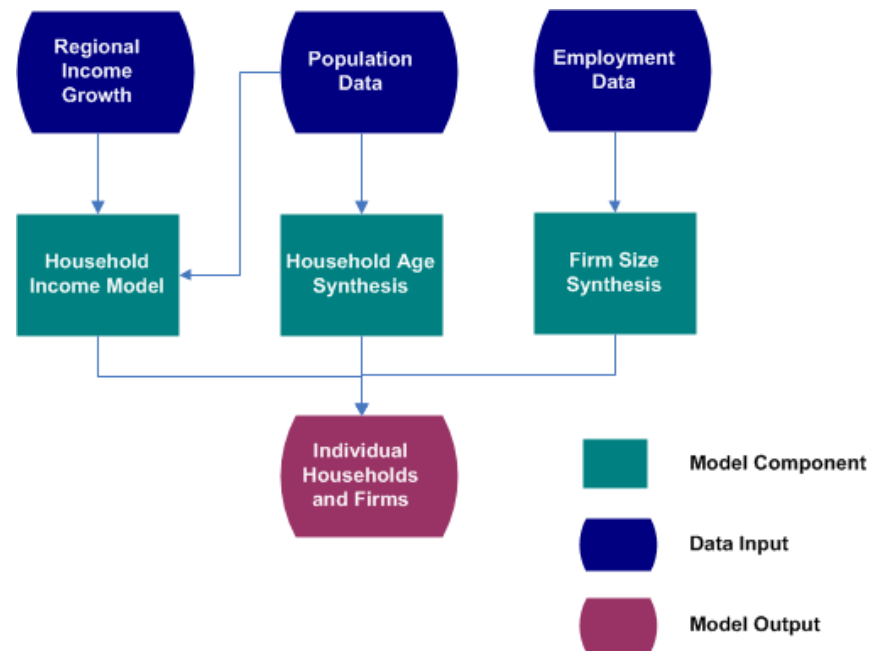 Regional
Income
Growth
Population
Data
Employment
Data
Household
Income Model
Household Age
Synthesis
Firm Size
Synthesis
Individual
Households
and Firms
Model Component
Data Input
Model Output